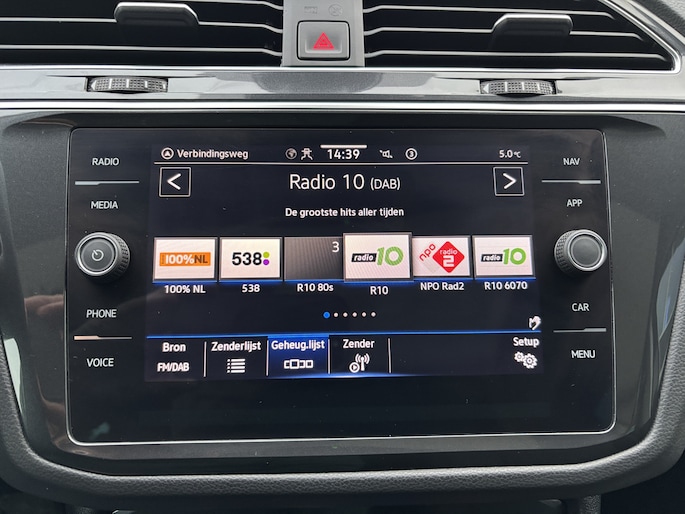 RADIO
MEDIA
PHONE
VOICE
Verbindingsweg
14:39
3
5.0°C
Radio 10 (DAB)
De grootste hits aller tijden
100%NL
538
3
radio 10
npo radio 2
radio 10
100% NL
538
R10 80s
R10
NPO Rad2
R10 6070
Bron
FM/DAB
Zenderlijst
Geheug.lijst
Zender
Setup
NAV
APP
CAR
MENU